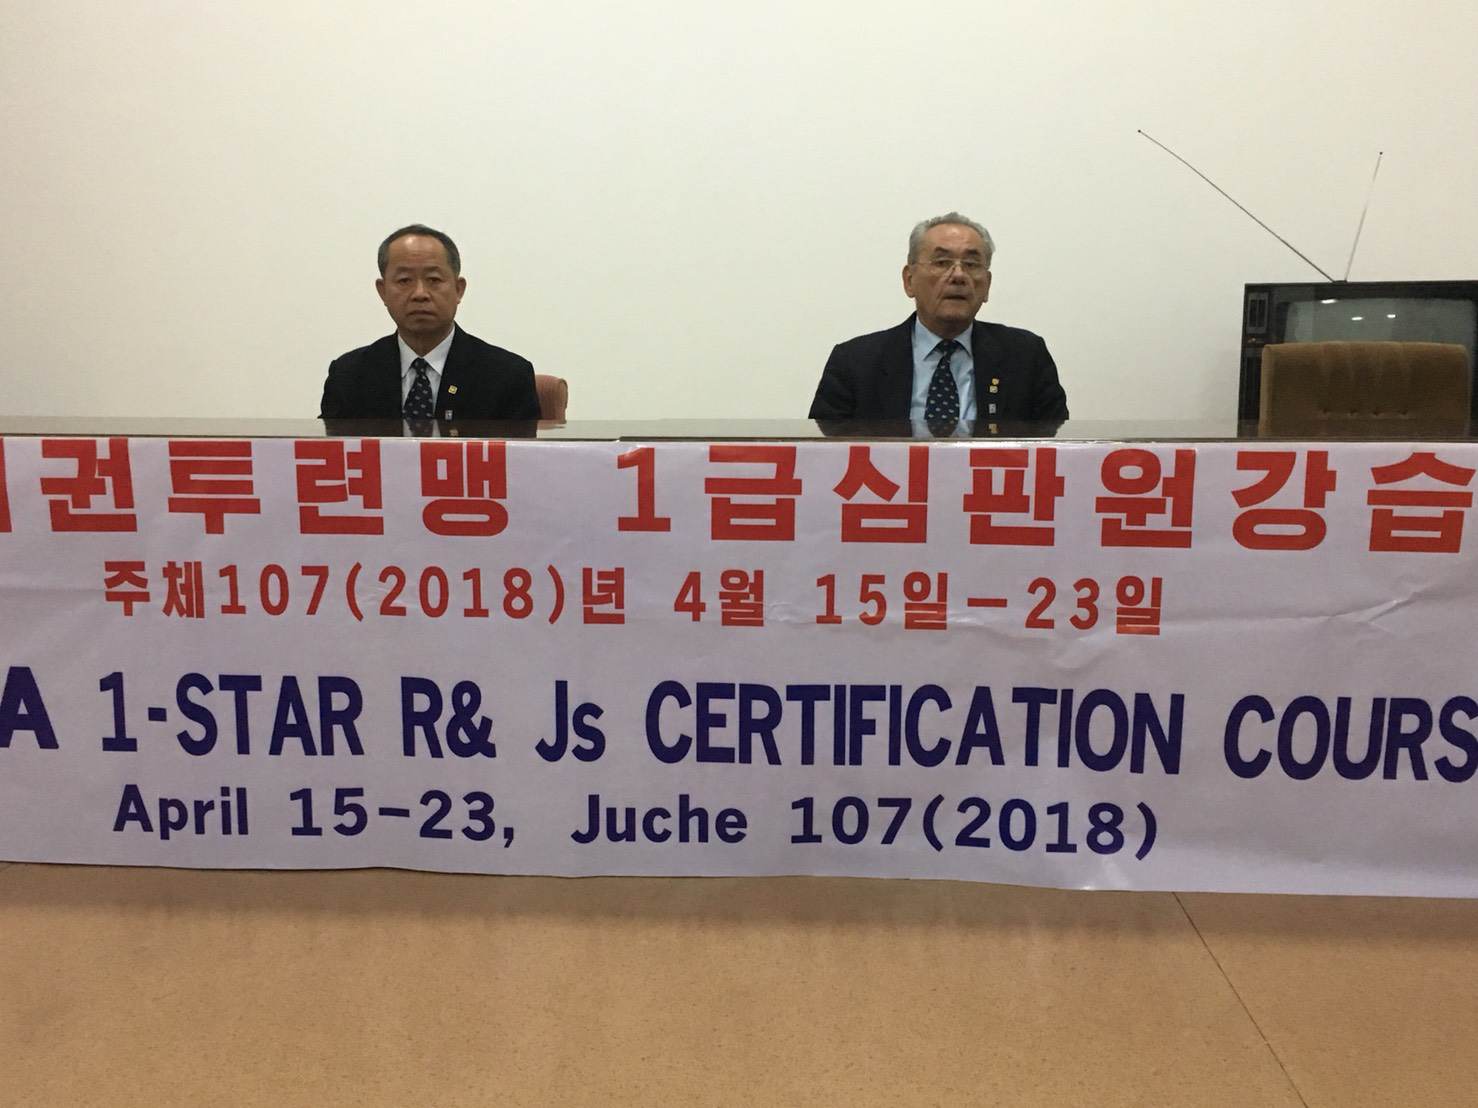 권투련맹 1급심판원강습
주체107(2018)년 4월 15일-23일
A 1-STAR R& Js CERTIFICATION COURS
April 15-23, Juche 107(2018)